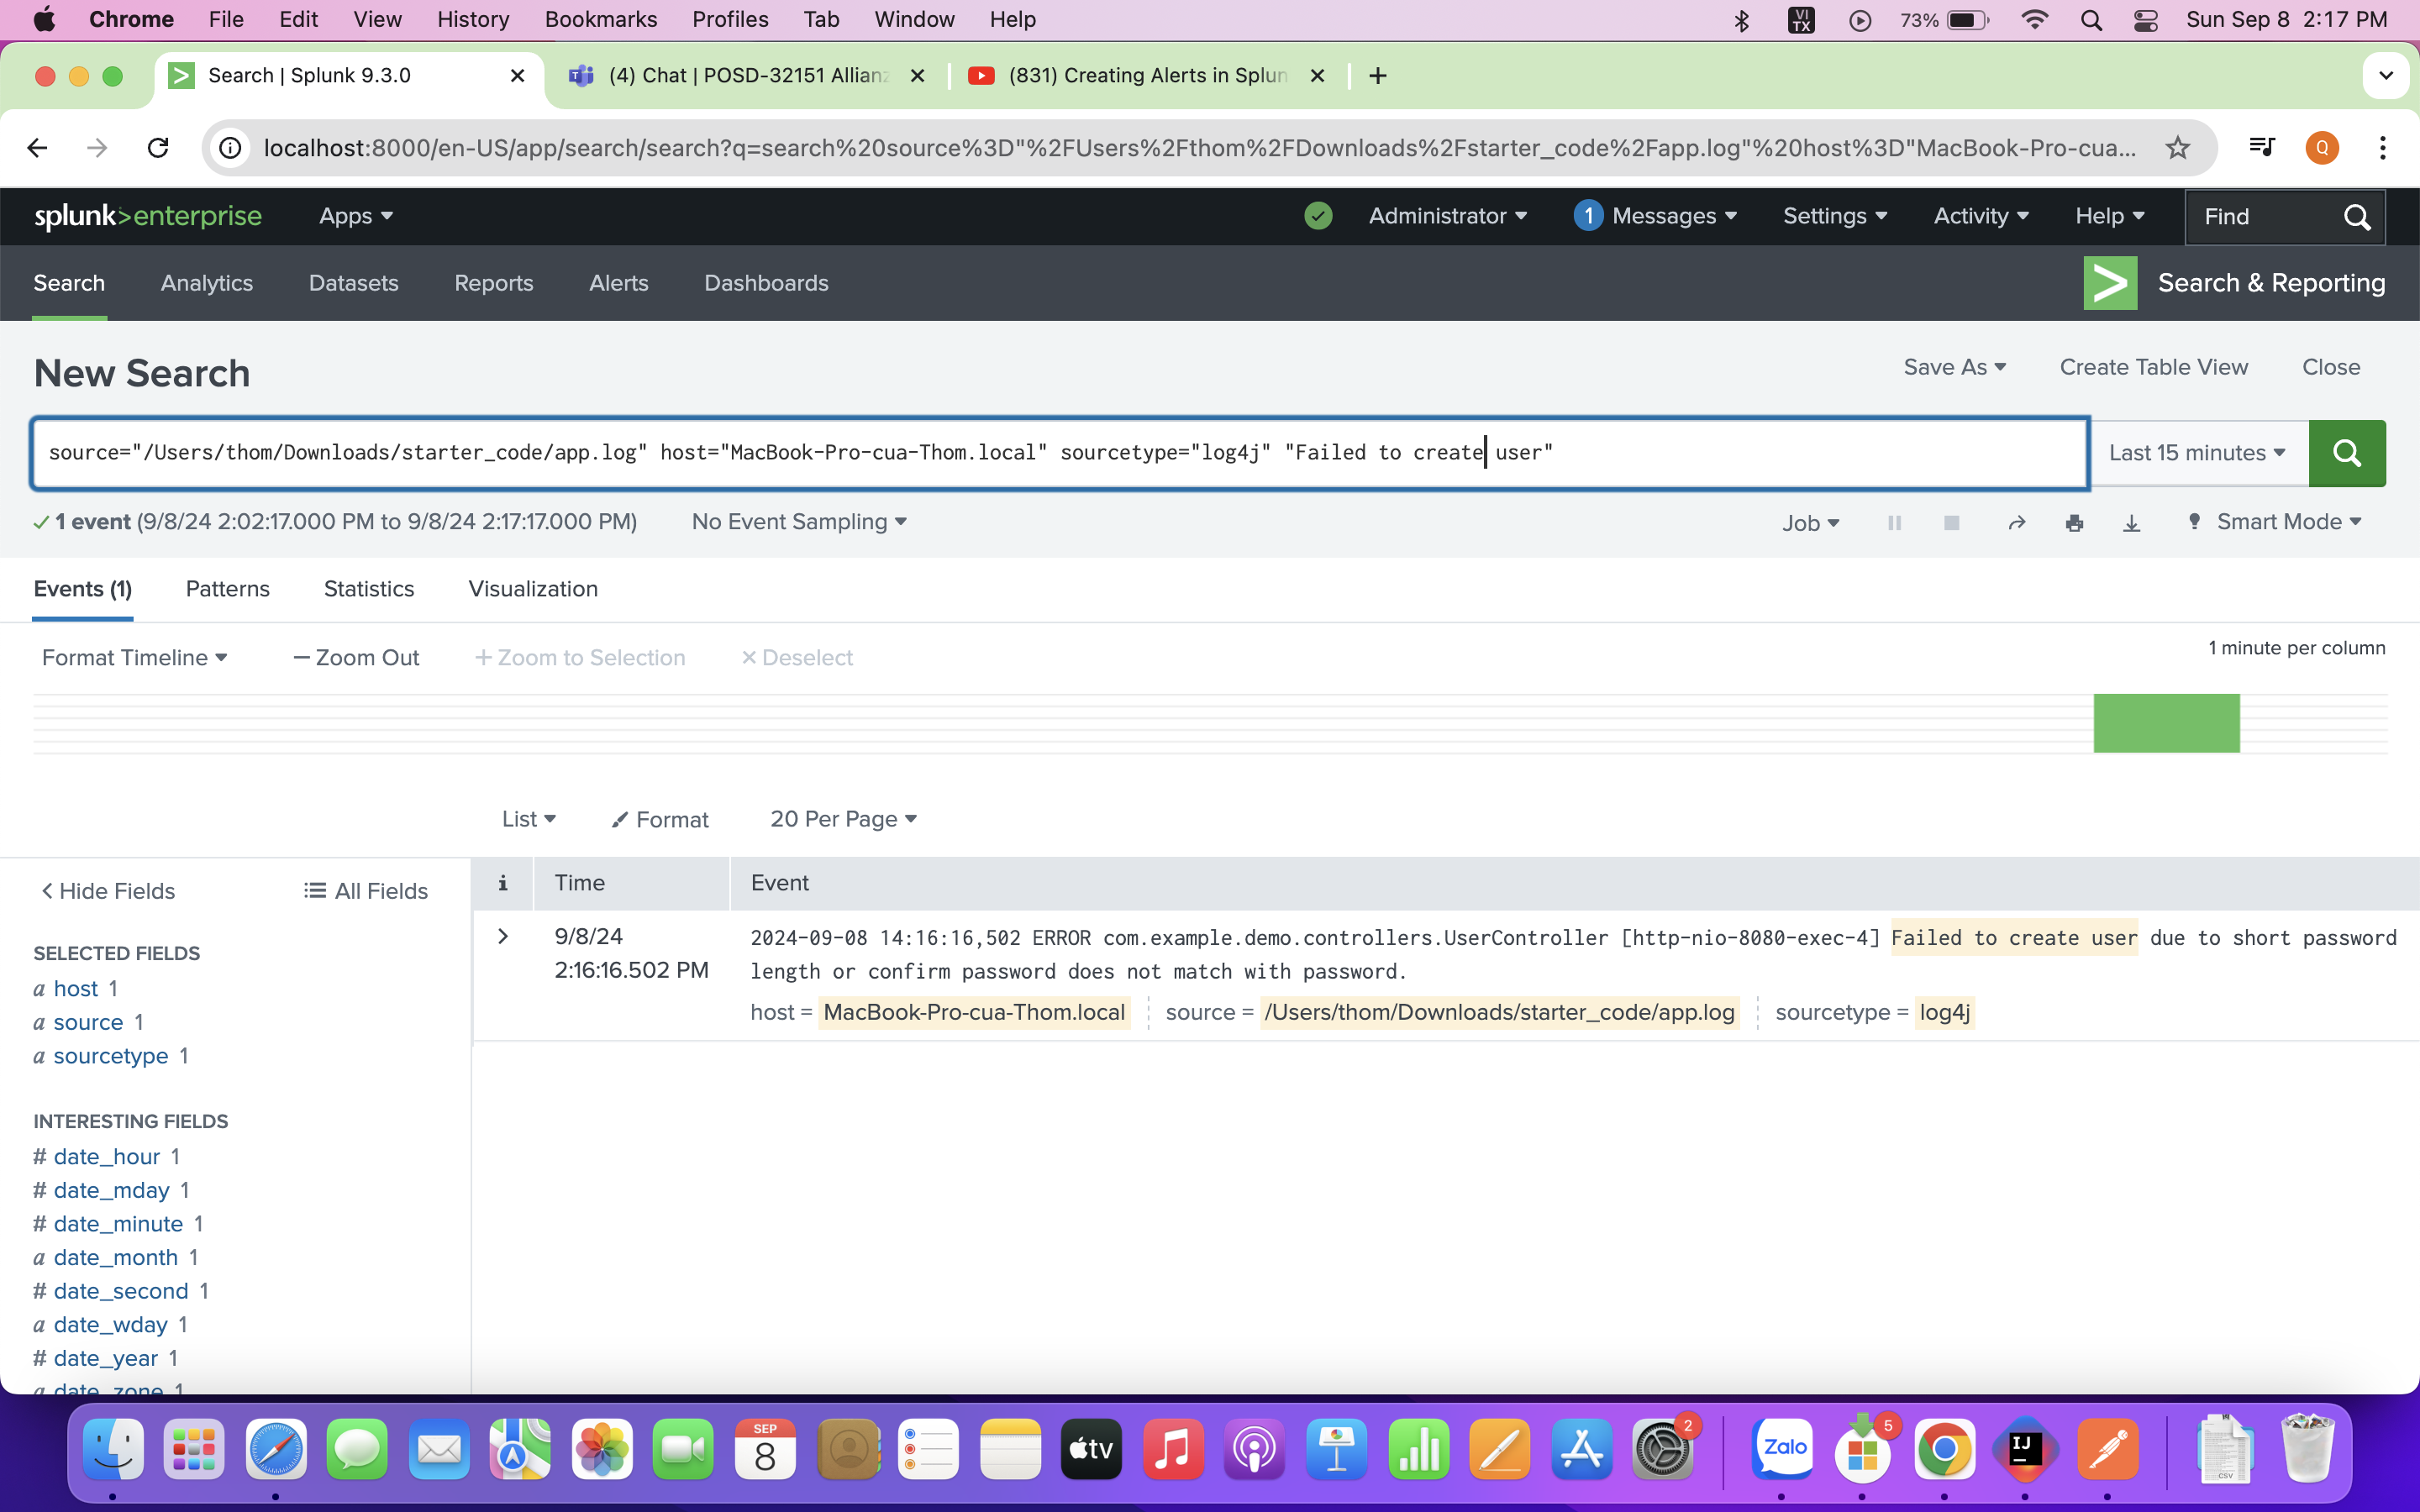 Chrome File Edit View History Bookmarks Profiles Tab Window Help VI TX 73% Sun Sep 8 2:17 PM
Search | Splunk 9.3.0 (4) Chat | POSD-32151 Allian (831) Creating Alerts in Splun
localhost:8000/en-US/app/search/search?q=search%20source%3D"%2FUsers%2Fthom%2FDownloads%2Fstarter_code%2Fapp.log"%20host%3D"MacBook-Pro-cua... Q
splunk>enterprise Apps Administrator 1 Messages Settings Activity Help Find
Search Analytics Datasets Reports Alerts Dashboards Search & Reporting
New Search Save As Create Table View Close
source="/Users/thom/Downloads/starter_code/app.log" host="MacBook-Pro-cua-Thom.local" sourcetype="log4j" "Failed to create user" Last 15 minutes
1 event (9/8/24 2:02:17.000 PM to 9/8/24 2:17:17.000 PM) No Event Sampling Job Smart Mode
Events (1) Patterns Statistics Visualization
Format Timeline — Zoom Out + Zoom to Selection × Deselect 1 minute per column
List Format 20 Per Page
< Hide Fields All Fields i Time Event
SELECTED FIELDS
a host 1
a source 1
a sourcetype 1
INTERESTING FIELDS
# date_hour 1
# date_mday 1
# date_minute 1
a date_month 1
# date_second 1
a date_wday 1
# date_year 1
a date_zone 1
9/8/24
2:16:16.502 PM
2024-09-08 14:16:16,502 ERROR com.example.demo.controllers.UserController [http-nio-8080-exec-4] Failed to create user due to short password
length or confirm password does not match with password.
host = MacBook-Pro-cua-Thom.local source = /Users/thom/Downloads/starter_code/app.log sourcetype = log4j
SEP
8
tv
2
Zalo
5
IJ
CSV